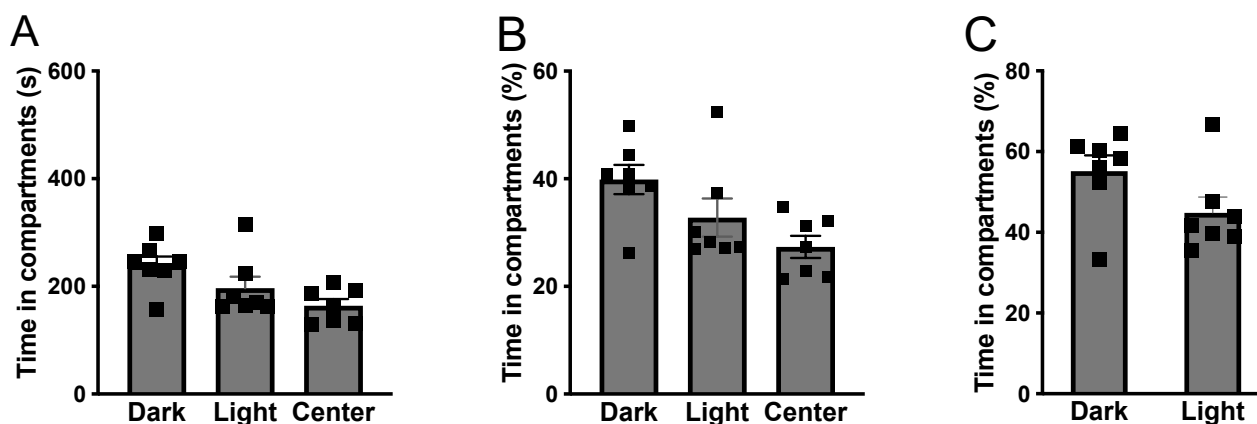 A
Time in compartments (s)
600
400
200
0
Dark Light Center
B
Time in compartments (%)
60
40
20
0
Dark Light Center
C
Time in compartments (%)
80
60
40
20
0
Dark Light